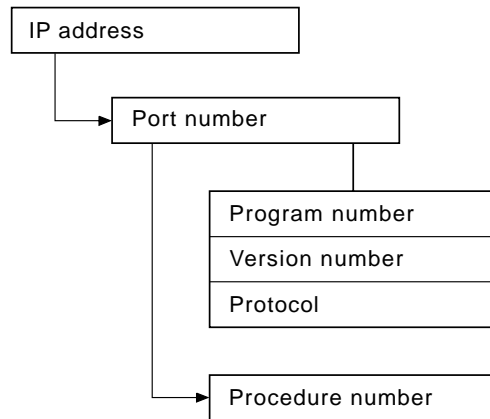 IP address
Port number
Program number
Version number
Protocol
Procedure number